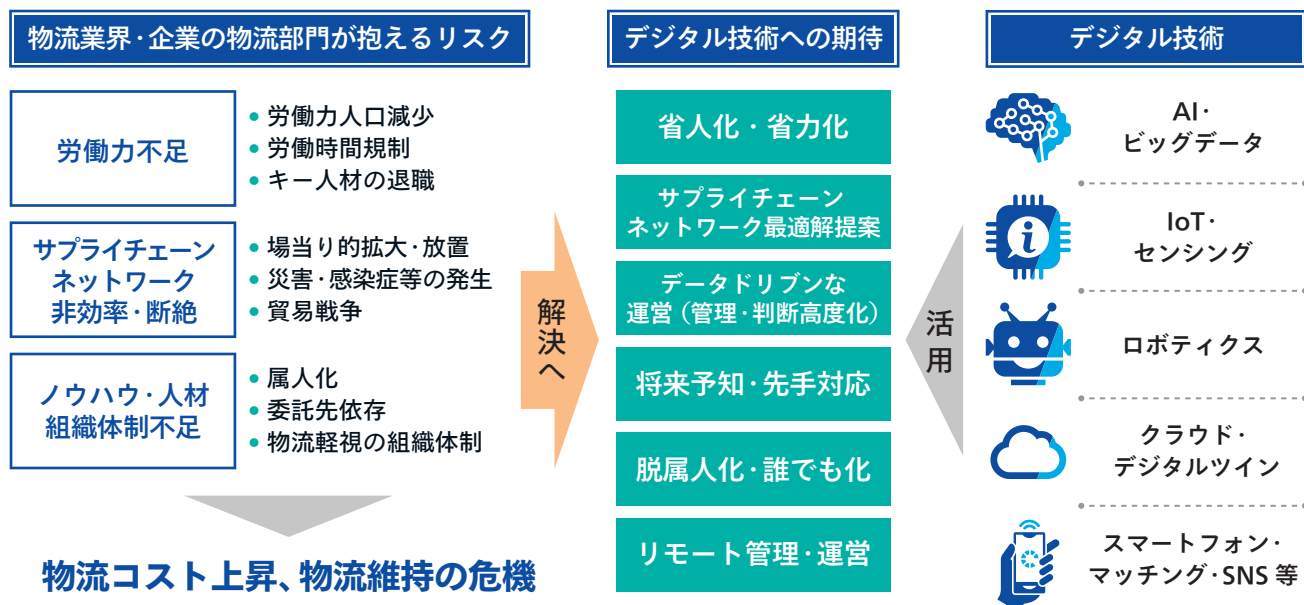 物流業界・企業の物流部門が抱えるリスク
労働力不足
• 労働力人口減少
• 労働時間規制
• キー人材の退職
サプライチェーン
ネットワーク
非効率・断絶
• 場当り的拡大・放置
• 災害・感染症等の発生
• 貿易戦争
ノウハウ・人材
組織体制不足
• 属人化
• 委託先依存
• 物流軽視の組織体制
物流コスト上昇、物流維持の危機
解決へ
デジタル技術への期待
省人化・省力化
サプライチェーン
ネットワーク最適解提案
データドリブンな
運営（管理・判断高度化）
将来予知・先手対応
脱属人化・誰でも化
リモート管理・運営
活用
デジタル技術
AI・
ビッグデータ
i
IoT・
センシング
ロボティクス
クラウド・
デジタルツイン
スマートフォン・
マッチング・SNS 等